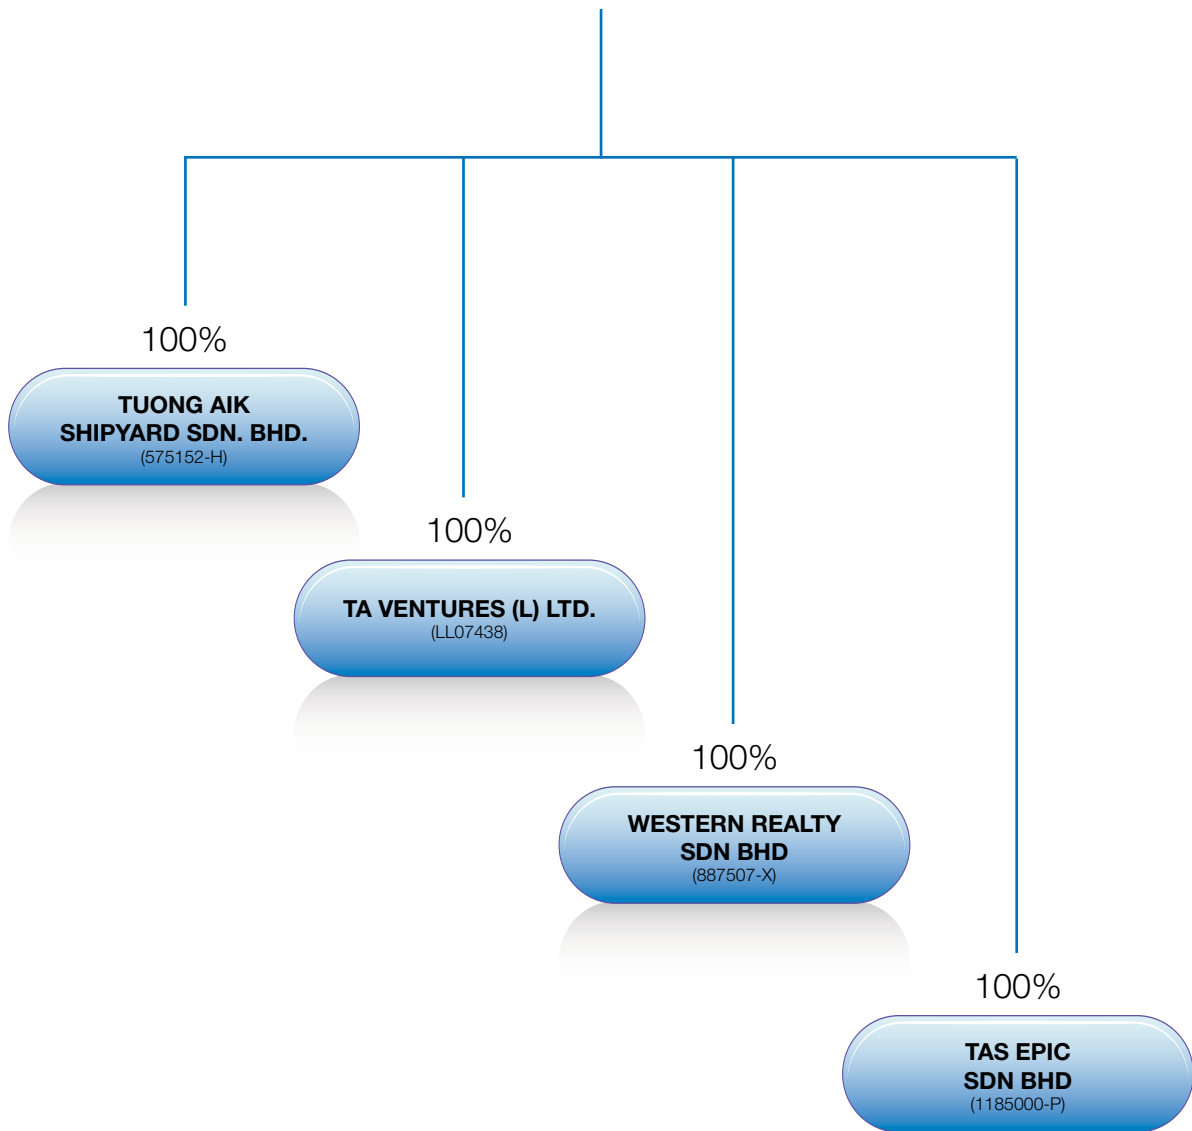 100%
TUONG AIK
SHIPYARD SDN. BHD.
(575152-H)
100%
TA VENTURES (L) LTD.
(LL07438)
100%
WESTERN REALTY
SDN BHD
(887507-X)
100%
TAS EPIC
SDN BHD
(1185000-P)